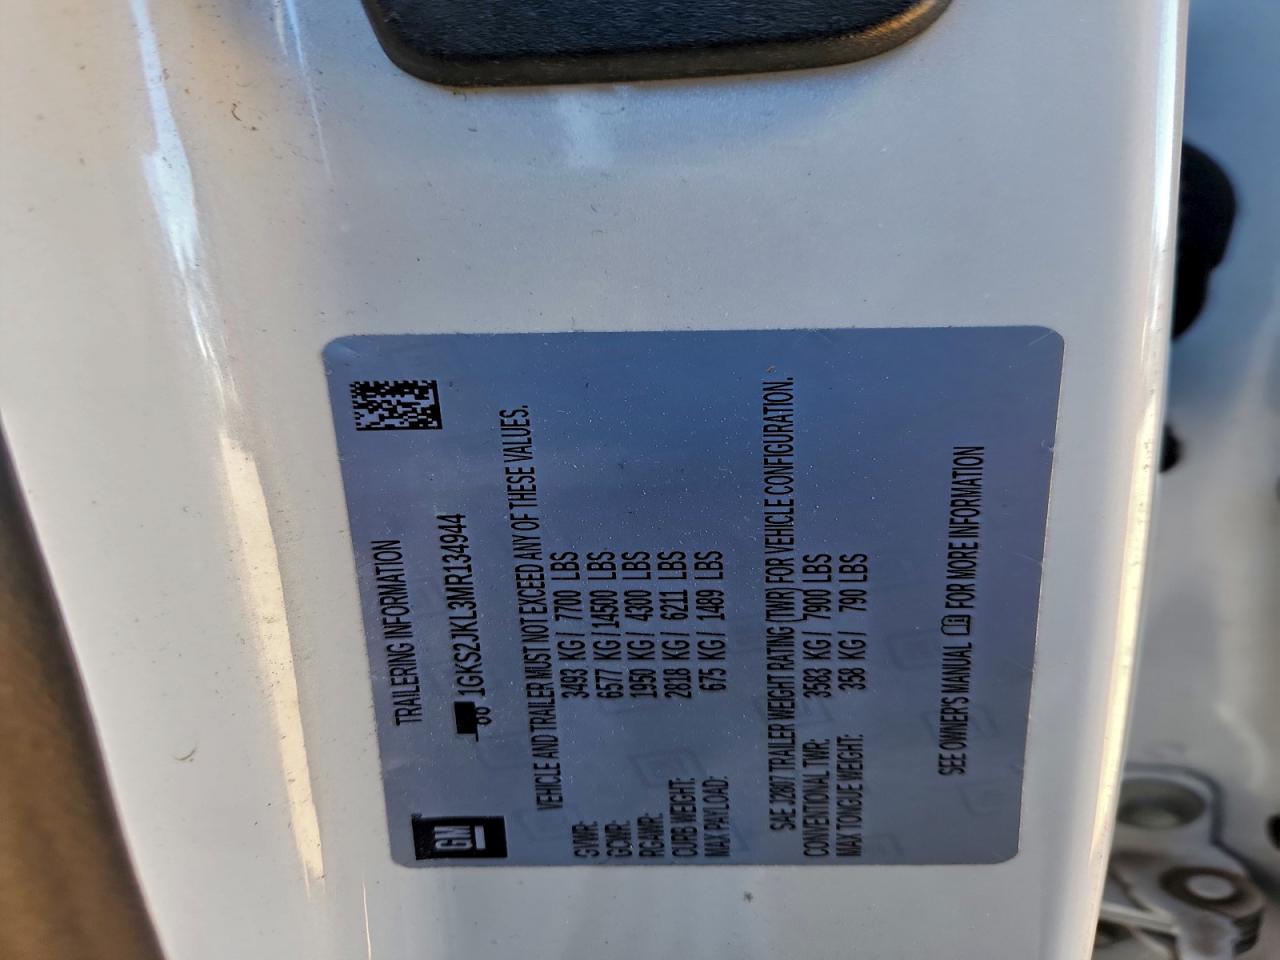 GM
TRAILERING INFORMATION
1GKS2JKL3MR134944
VEHICLE AND TRAILER MUST NOT EXCEED ANY OF THESE VALUES.
GVWR: 3493 KG / 7700 LBS
GCWR: 6577 KG / 14500 LBS
RGAWR: 1950 KG / 4300 LBS
CURB WEIGHT: 2818 KG / 6211 LBS
MAX PAYLOAD: 675 KG / 1489 LBS
SAE J2807 TRAILER WEIGHT RATING (TWR) FOR VEHICLE CONFIGURATION.
CONVENTIONAL TWR: 3583 KG / 7900 LBS
MAX TONGUE WEIGHT: 358 KG / 790 LBS
SEE OWNER'S MANUAL FOR MORE INFORMATION